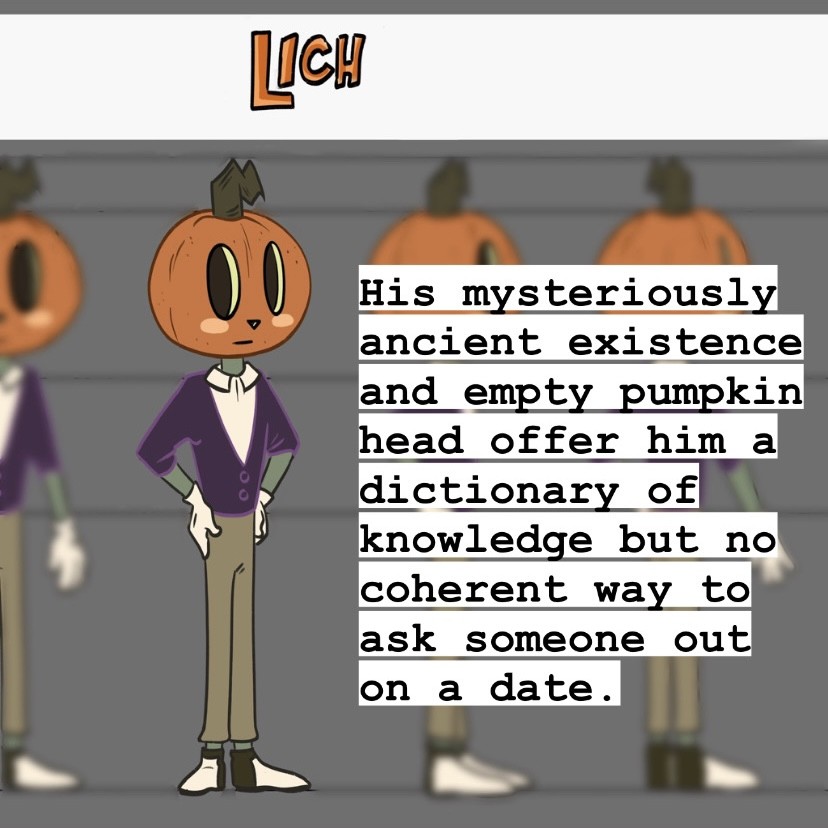 LICH
His mysteriously
ancient existence
and empty pumpkin
head offer him a
dictionary of
knowledge but no
coherent way to
ask someone out
on a date.